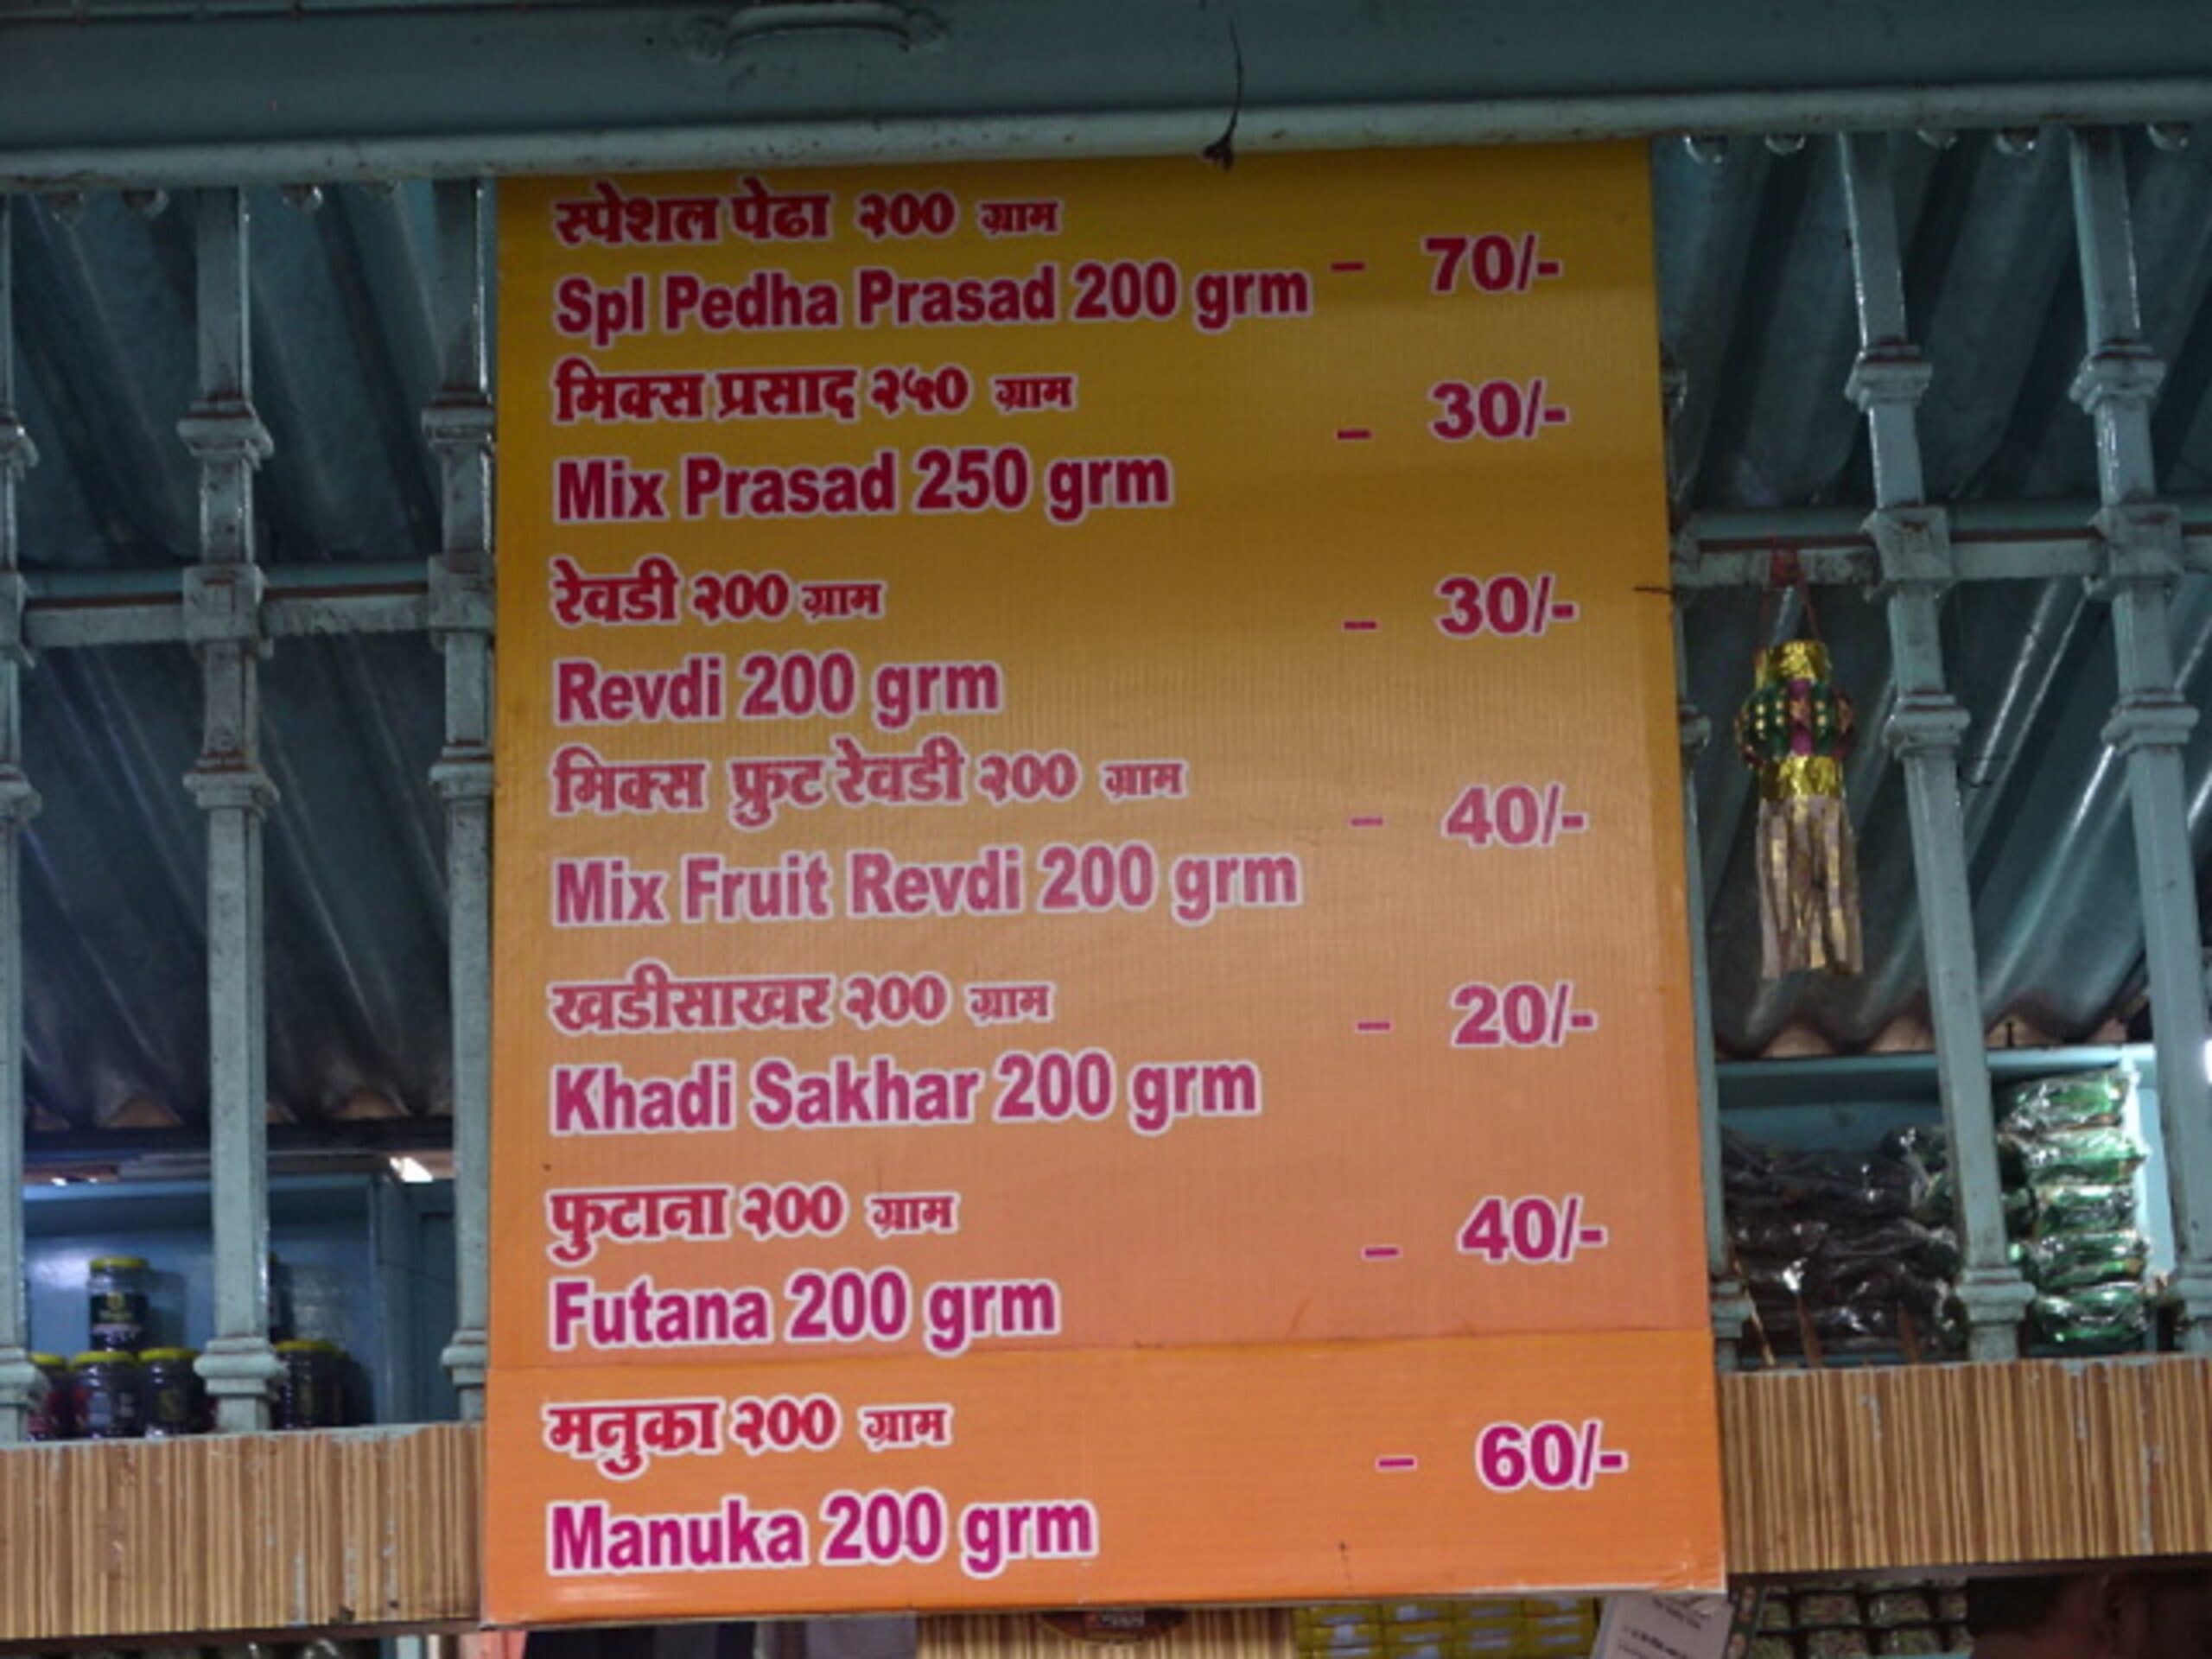 स्पेशल पेढा २०० ग्राम
Spl Pedha Prasad 200 grm – 70/-
मिक्स प्रसाद २५० ग्राम
Mix Prasad 250 grm – 30/-
रेवडी २०० ग्राम
Revdi 200 grm – 30/-
मिक्स फ्रुट रेवडी २०० ग्राम
Mix Fruit Revdi 200 grm – 40/-
खडीसाखर २०० ग्राम
Khadi Sakhar 200 grm – 20/-
फुटाना २०० ग्राम
Futana 200 grm – 40/-
मनुका २०० ग्राम
Manuka 200 grm – 60/-